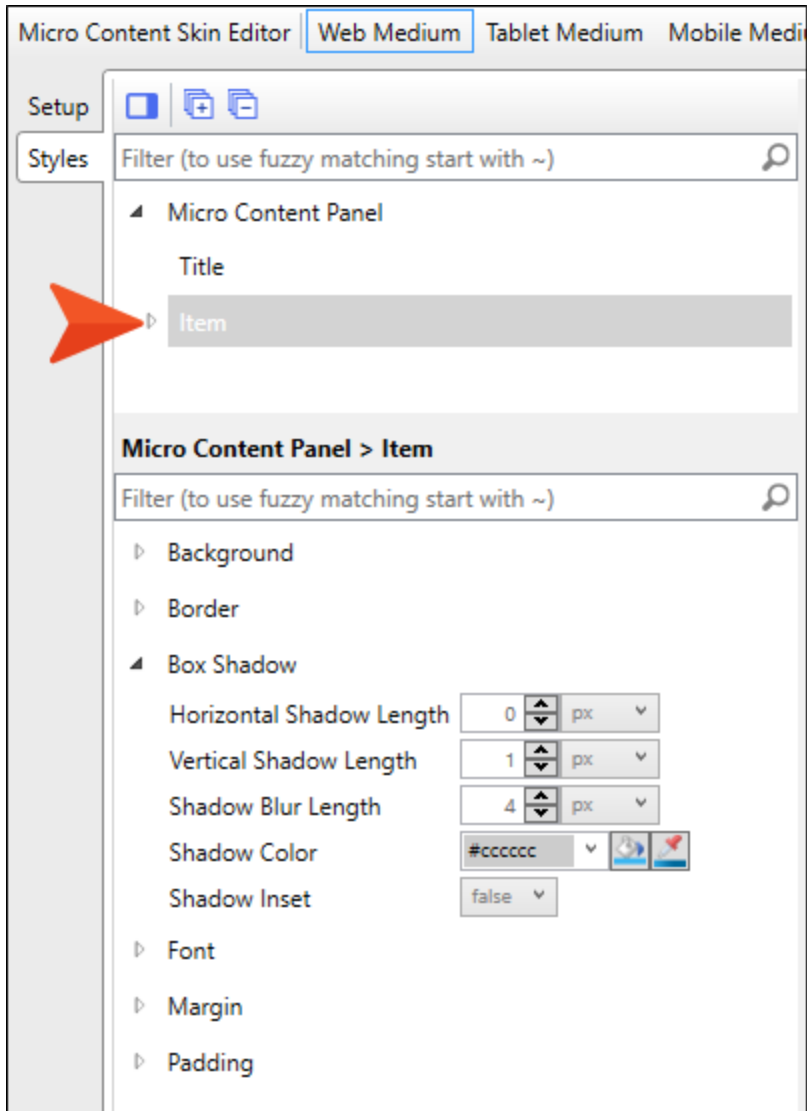 Micro Content Skin Editor Web Medium Tablet Medium Mobile
Setup
Styles
Filter (to use fuzzy matching start with ~)
Micro Content Panel
Title
Item
Micro Content Panel > Item
Filter (to use fuzzy matching start with ~)
Background
Border
Box Shadow
Horizontal Shadow Length 0 px
Vertical Shadow Length 1 px
Shadow Blur Length 4 px
Shadow Color #cccccc
Shadow Inset false
Font
Margin
Padding